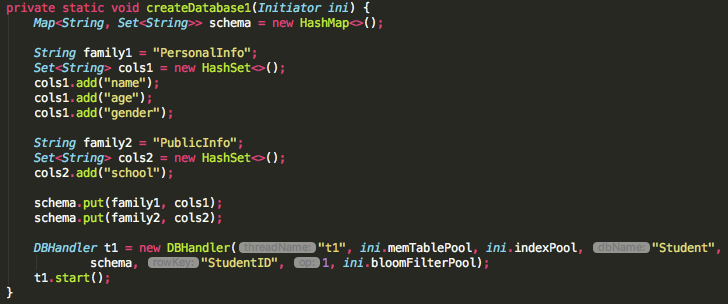 private static void createDatabase1(Initiator ini) {
Map<String, Set<String>> schema = new HashMap<>();
String family1 = "PersonalInfo";
Set<String> cols1 = new HashSet<>();
cols1.add("name");
cols1.add("age");
cols1.add("gender");
String family2 = "PublicInfo";
Set<String> cols2 = new HashSet<>();
cols2.add("school");
schema.put(family1, cols1);
schema.put(family2, cols2);
DBHandler t1 = new DBHandler( threadName: "t1", ini.memTablePool, ini.indexPool, dbName: "Student",
schema, rowKey: "StudentID", op: 1, ini.bloomFilterPool);
t1.start();
}